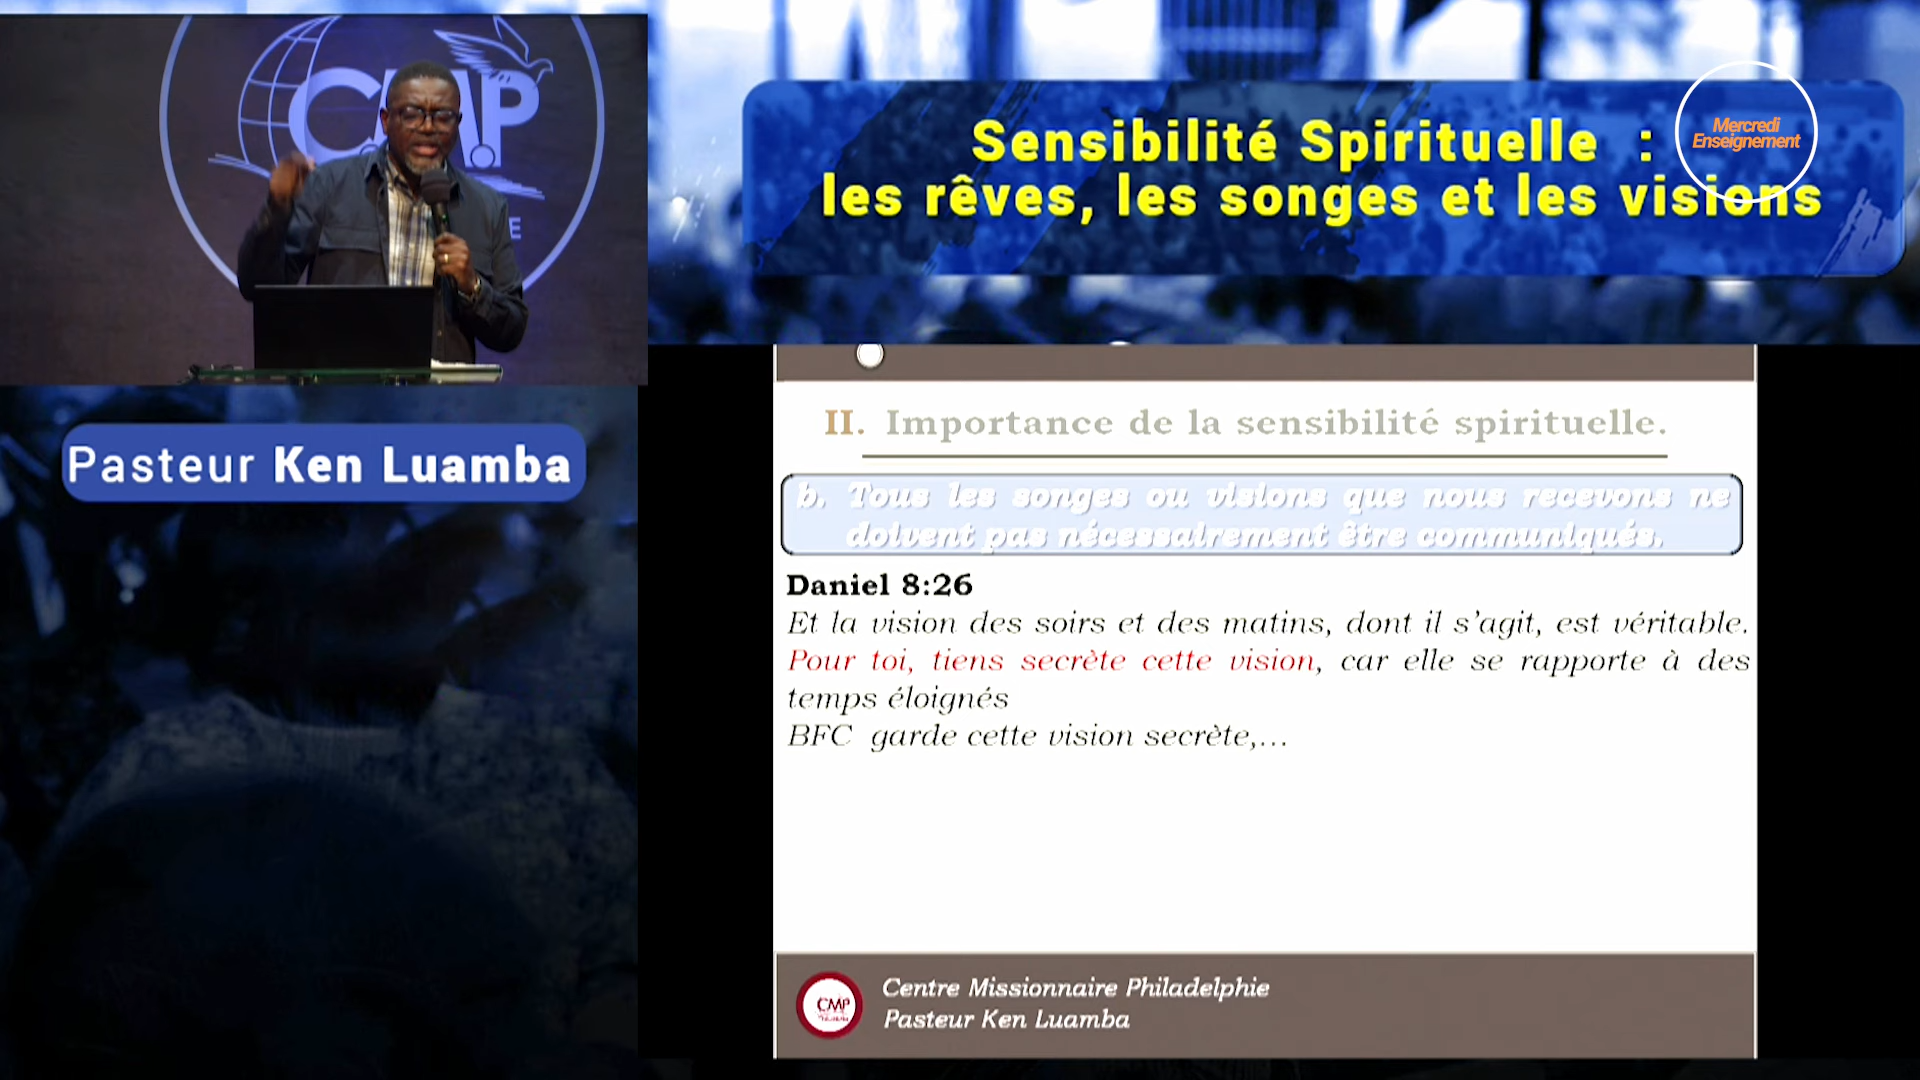 CMP
E
Sensibilité Spirituelle :
les rêves, les songes et les visions
Mercredi
Enseignement
Pasteur Ken Luamba
II. Importance de la sensibilité spirituelle.
b. Tous les songes ou visions que nous recevons ne
doivent pas nécessairement être communiqués.
Daniel 8:26
Et la vision des soirs et des matins, dont il s'agit, est véritable.
Pour toi, tiens secrète cette vision, car elle se rapporte à des
temps éloignés
BFC garde cette vision secrète,...
CMP
Centre Missionnaire Philadelphie
Pasteur Ken Luamba